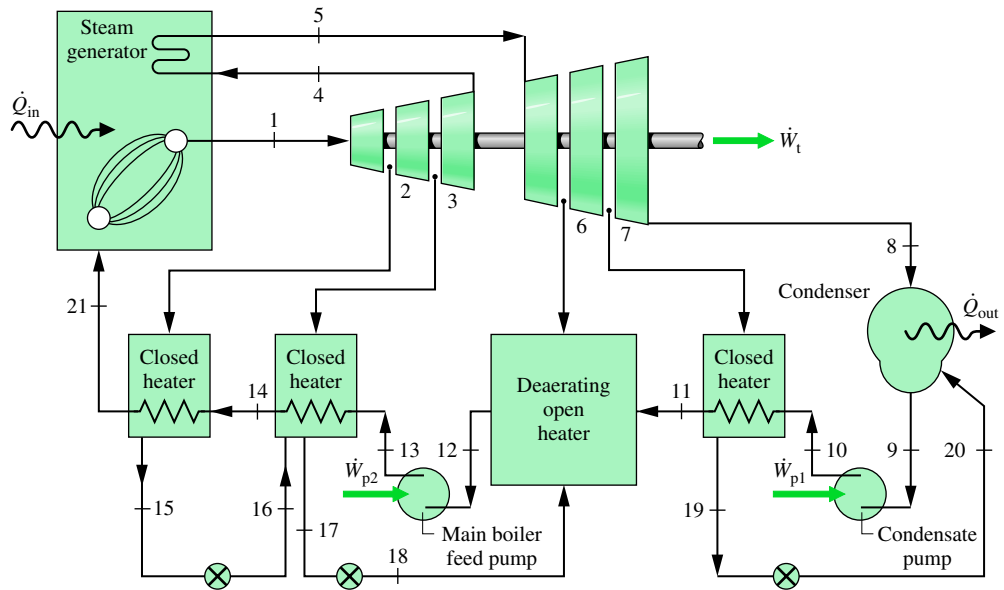 5
Steam
generator
4
Q̇in
1
Ẇt
2
3
6
7
8
Condenser
Q̇out
21
Closed
heater
14
Closed
heater
Deaerating
open
heater
11
Closed
heater
13
12
10
9
20
Ẇp2
Ẇp1
15
16
17
19
Main boiler
feed pump
Condensate
pump
18